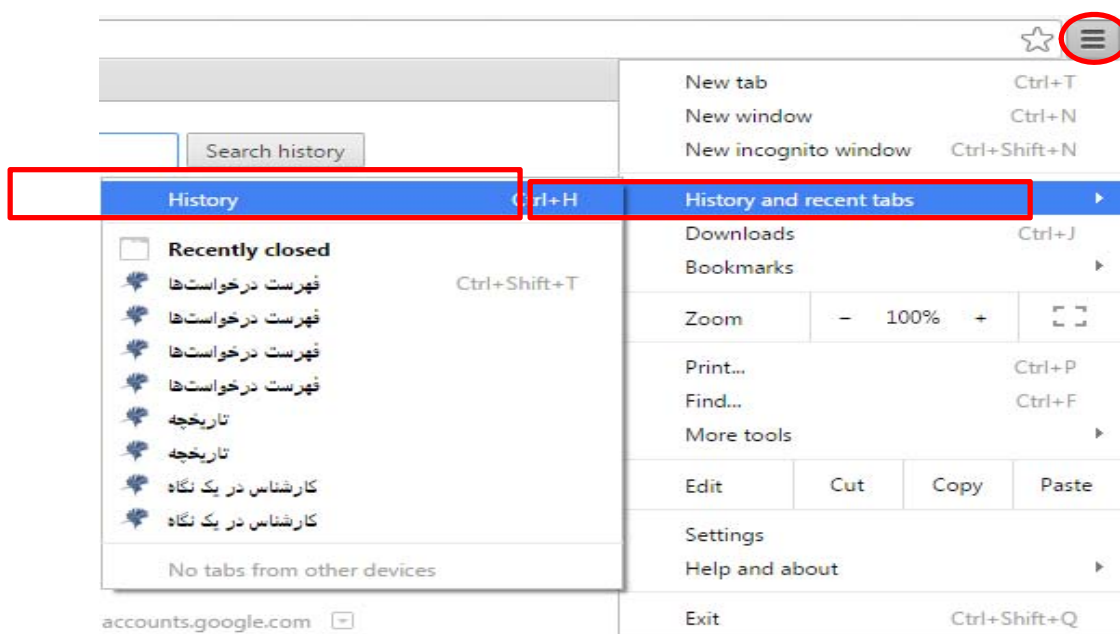 New tab Ctrl+T
New window Ctrl+N
New incognito window Ctrl+Shift+N
History and recent tabs
Downloads Ctrl+J
Bookmarks
Zoom − 100% +
Print... Ctrl+P
Find... Ctrl+F
More tools
Edit Cut Copy Paste
Settings
Help and about
Exit Ctrl+Shift+Q
Search history
History Ctrl+H
Recently closed
فهرست درخواست‌ها Ctrl+Shift+T
فهرست درخواست‌ها
فهرست درخواست‌ها
فهرست درخواست‌ها
تاریخچه
تاریخچه
کارشناس در یک نگاه
کارشناس در یک نگاه
No tabs from other devices
accounts.google.com